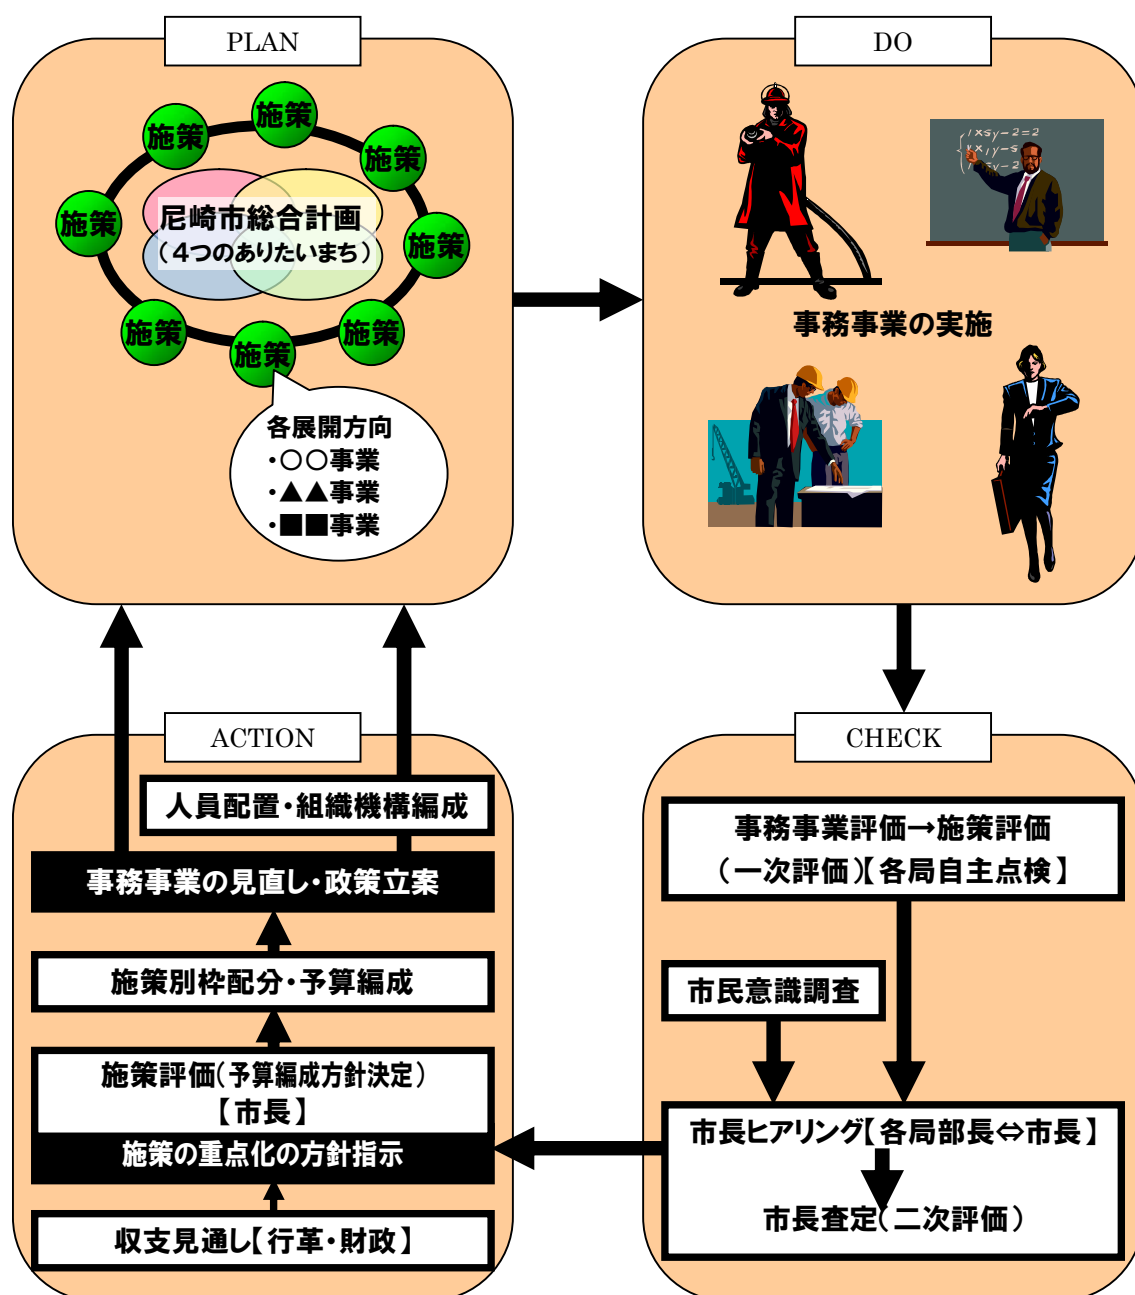 PLAN
施策
施策
施策
施策
施策
施策
施策
施策
尼崎市総合計画
（４つのありたいまち）
各展開方向
・○○事業
・▲▲事業
・■■事業
DO
事務事業の実施
ACTION
人員配置・組織機構編成
事務事業の見直し・政策立案
施策別枠配分・予算編成
施策評価（予算編成方針決定）
【市長】
施策の重点化の方針指示
収支見通し【行革・財政】
CHECK
事務事業評価→施策評価
（一次評価）【各局自主点検】
市民意識調査
市長ヒアリング【各局部長⇔市長】
市長査定（二次評価）